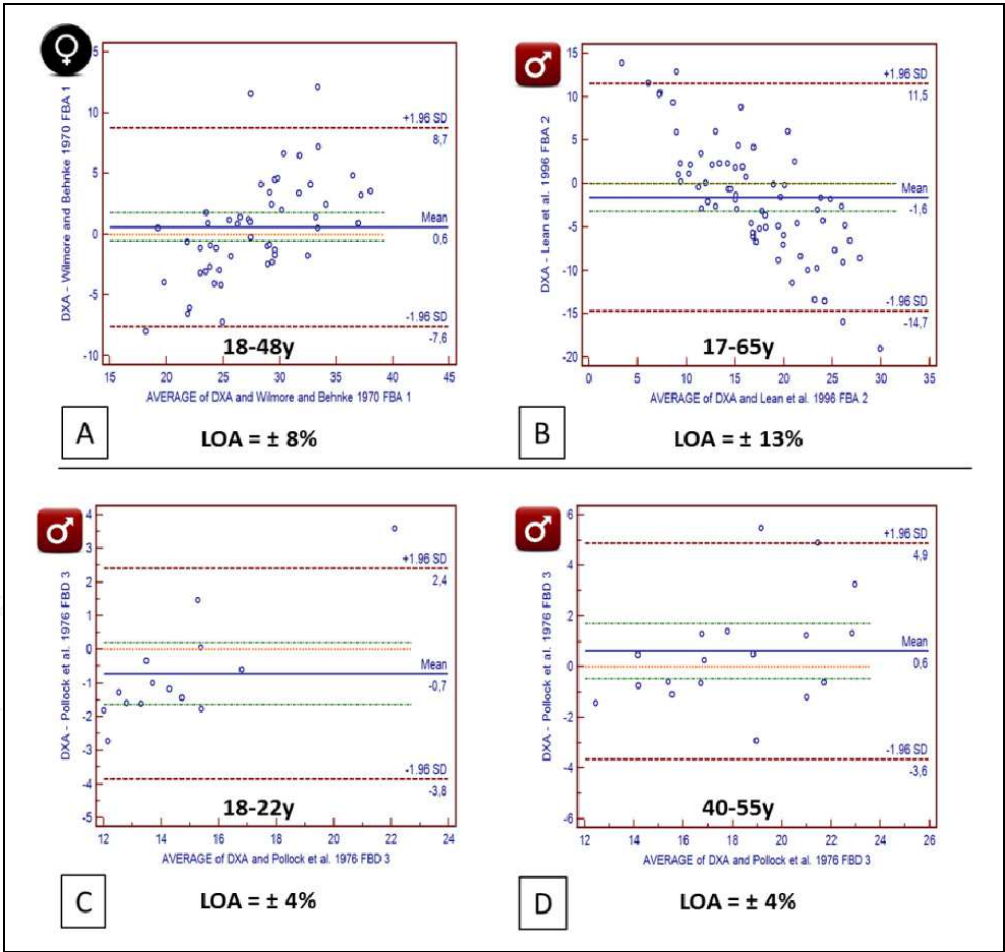 DXA - Wilmore and Behnke 1970 FBA 1
5
10
5
0
-5
-10
+1.96 SD
8,7
Mean
0,6
-1.96 SD
-7,6
18-48y
15 20 25 30 35 40 45
AVERAGE of DXA and Wilmore and Behnke 1970 FBA 1
A
LOA = ± 8%
DXA - Lean et al. 1996 FBA 2
15
10
5
0
-5
-10
-15
-20
+1.96 SD
11,5
Mean
-1,6
-1.96 SD
-14,7
17-65y
0 5 10 15 20 25 30 35
AVERAGE of DXA and Lean et al. 1996 FBA 2
B
LOA = ± 13%
DXA - Pollock et al. 1976 FBD 3
4
3
2
1
0
-1
-2
-3
-4
-5
+1.96 SD
2,4
Mean
-0,7
-1.96 SD
-3,8
18-22y
12 14 16 18 20 22 24
AVERAGE of DXA and Pollock et al. 1976 FBD 3
C
LOA = ± 4%
DXA - Pollock et al. 1976 FBD 3
6
4
2
0
-2
-4
-6
+1.96 SD
4,9
Mean
0,6
-1.96 SD
-3,6
40-55y
12 14 16 18 20 22 24 26
AVERAGE of DXA and Pollock et al. 1976 FBD 3
D
LOA = ± 4%